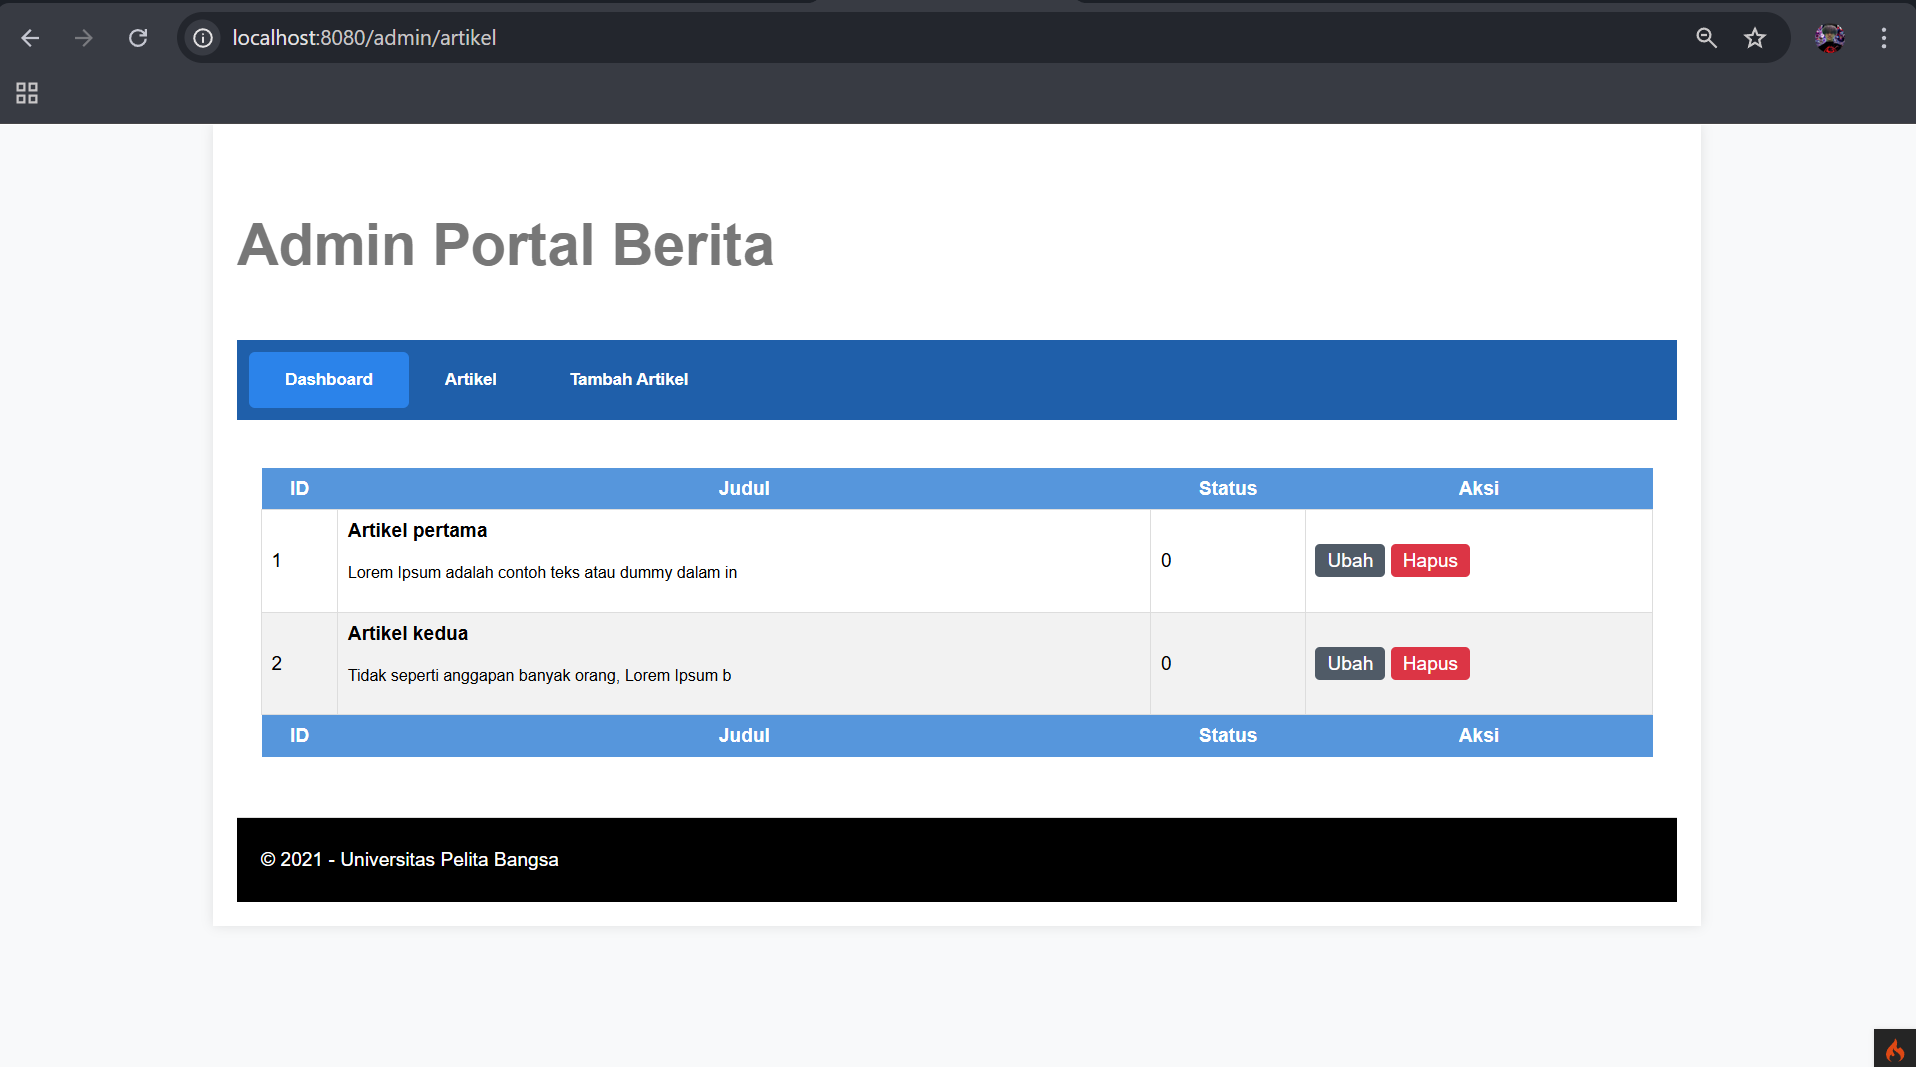 localhost:8080/admin/artikel
Admin Portal Berita
Dashboard Artikel Tambah Artikel
ID Judul Status Aksi
Artikel pertama
1 0 Ubah Hapus
Lorem Ipsum adalah contoh teks atau dummy dalam in
Artikel kedua
2 0 Ubah Hapus
Tidak seperti anggapan banyak orang, Lorem Ipsum b
ID Judul Status Aksi
© 2021 - Universitas Pelita Bangsa